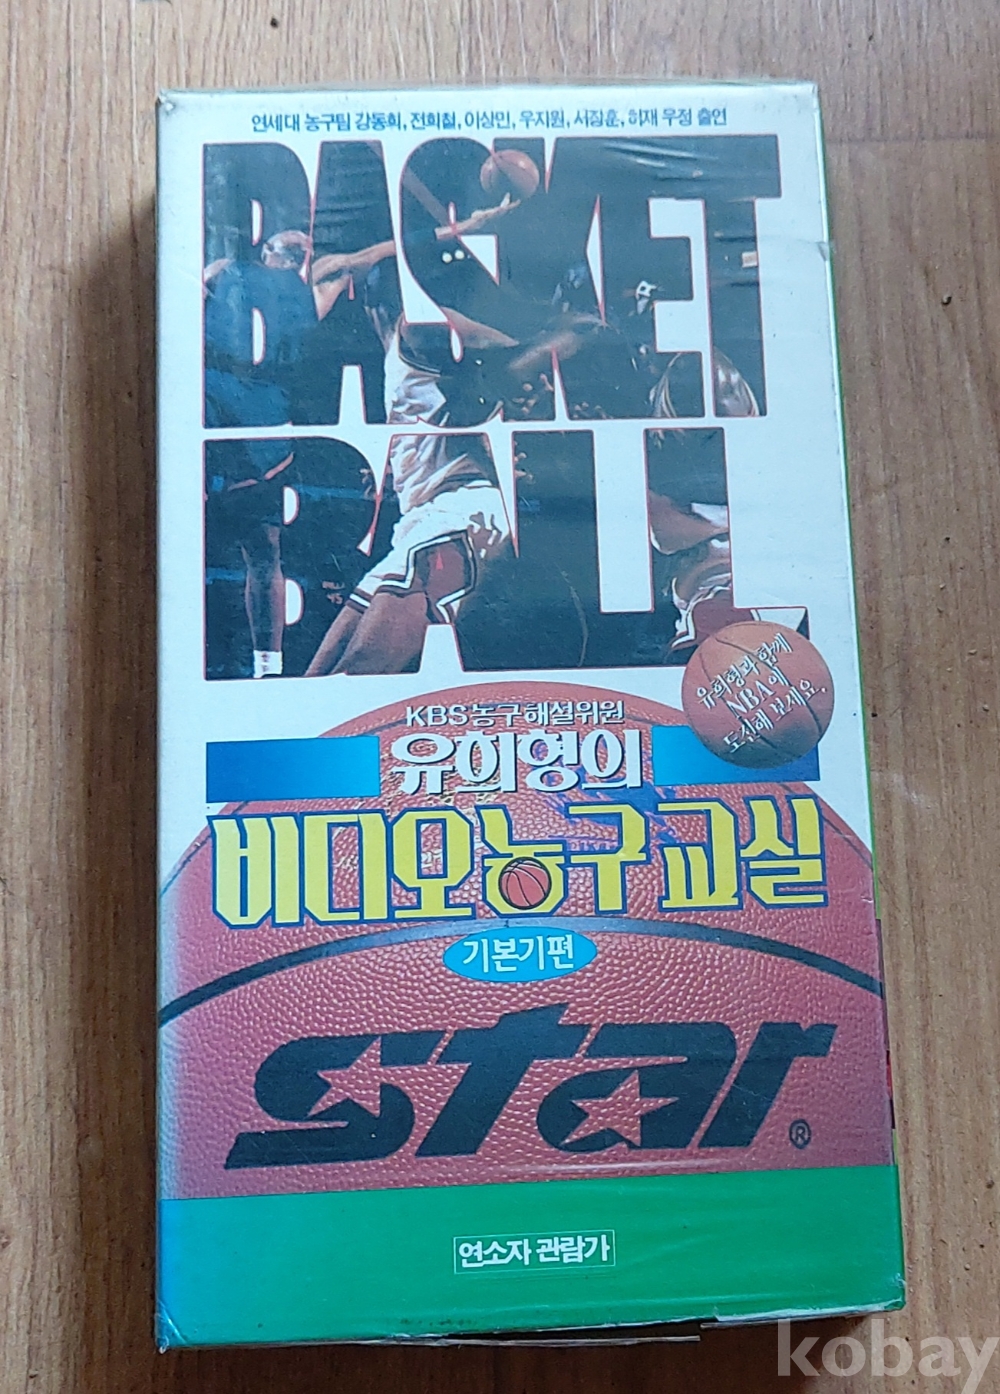 연세대 농구팀 강동희, 전희철, 이상민, 우지원, 서장훈, 허재 우정 출연
BASKET
BALL
유희형과 함께
NBA에
도전해 보세요.
KBS농구해설위원
유희형의
비디오농구교실
기본기편
star®
연소자 관람가
kobay